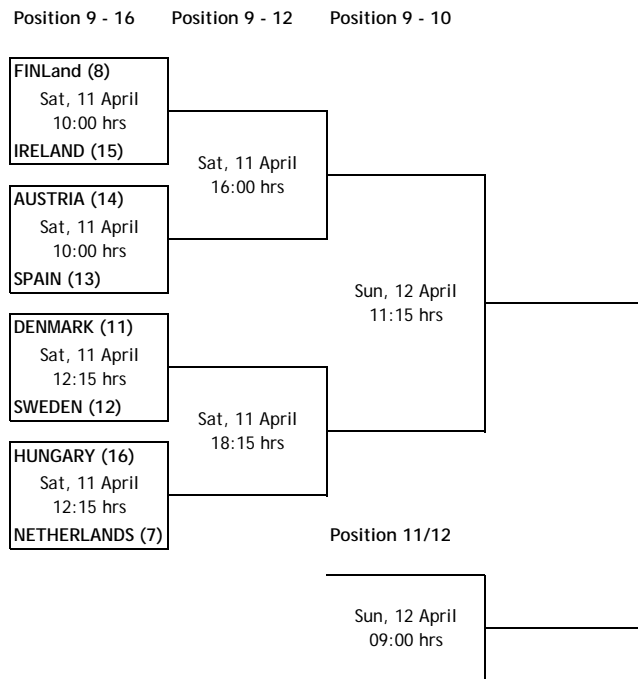 Position 9 - 16 Position 9 - 12 Position 9 - 10
FINLand (8)
Sat, 11 April
10:00 hrs
IRELAND (15)
Sat, 11 April
16:00 hrs
AUSTRIA (14)
Sat, 11 April
10:00 hrs
SPAIN (13)
Sun, 12 April
11:15 hrs
DENMARK (11)
Sat, 11 April
12:15 hrs
SWEDEN (12)
Sat, 11 April
18:15 hrs
HUNGARY (16)
Sat, 11 April
12:15 hrs
NETHERLANDS (7)
Position 11/12
Sun, 12 April
09:00 hrs